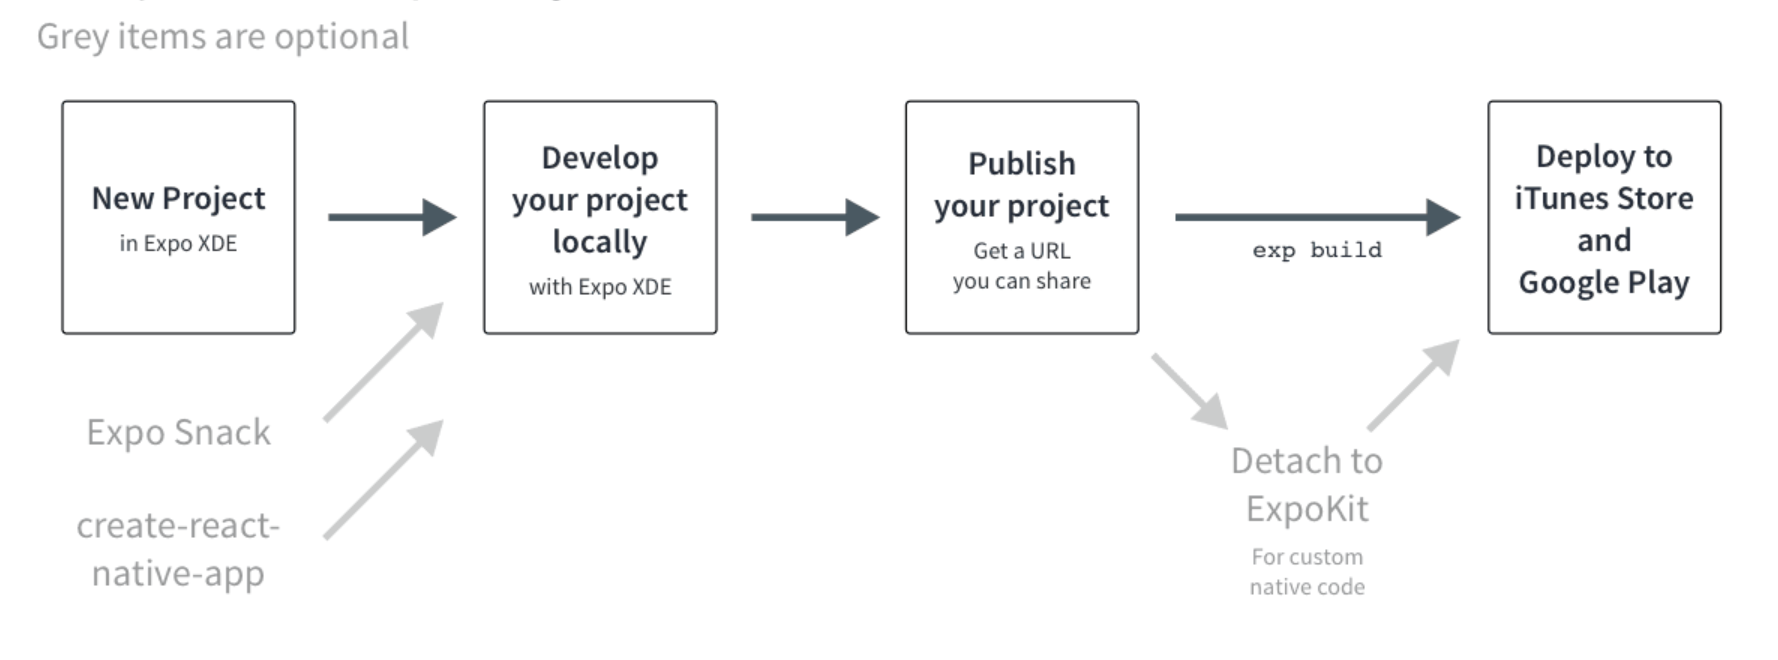 Grey items are optional
New Project
in Expo XDE
Develop
your project
locally
with Expo XDE
Publish
your project
Get a URL
you can share
exp build
Deploy to
iTunes Store
and
Google Play
Expo Snack
create-react-
native-app
Detach to
ExpoKit
For custom
native code